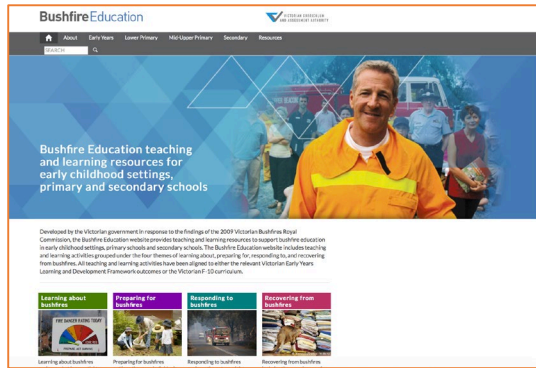 Bushfire Education
VICTORIAN CURRICULUM
AND ASSESSMENT AUTHORITY
About Early Years Lower Primary Mid-Upper Primary Secondary Resources
SEARCH
Bushfire Education teaching
and learning resources for
early childhood settings,
primary and secondary schools
Developed by the Victorian government in response to the findings of the 2009 Victorian Bushfires Royal
Commission, the Bushfire Education website provides teaching and learning resources to support bushfire education
in early childhood settings, primary schools and secondary schools. The Bushfire Education website includes teaching
and learning activities grouped under the four themes of learning about, preparing for, responding to, and recovering
from bushfires. All teaching and learning activities have been aligned to either the relevant Victorian Early Years
Learning and Development Framework outcomes or the Victorian F-10 curriculum.
Learning about
bushfires
Preparing for
bushfires
Responding to
bushfires
Recovering from
bushfires
FIRE DANGER RATING TODAY
Learning about bushfires
Preparing for bushfires
Responding to bushfires
Recovering from bushfires